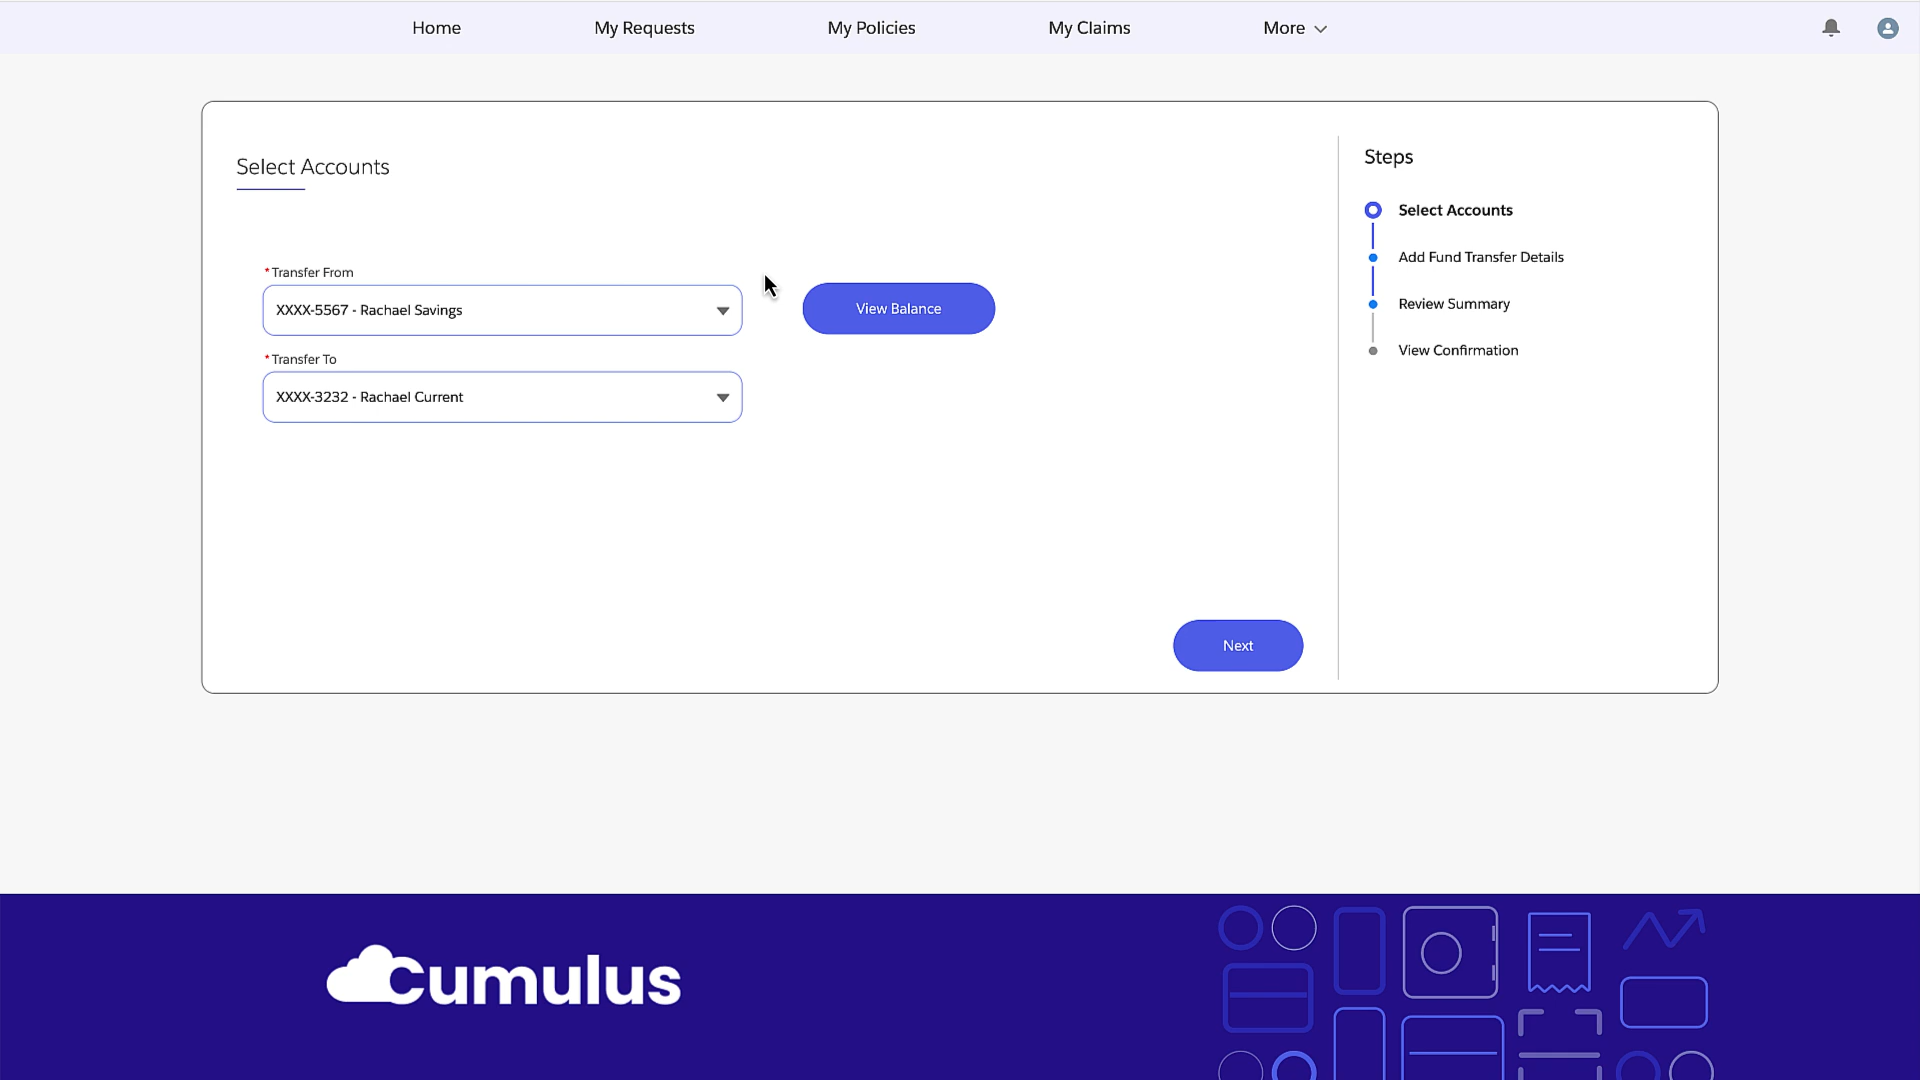 Home My Requests My Policies My Claims More
Select Accounts
*Transfer From
XXXX-5567 - Rachael Savings
View Balance
*Transfer To
XXXX-3232 - Rachael Current
Next
Steps
Select Accounts
Add Fund Transfer Details
Review Summary
View Confirmation
Cumulus